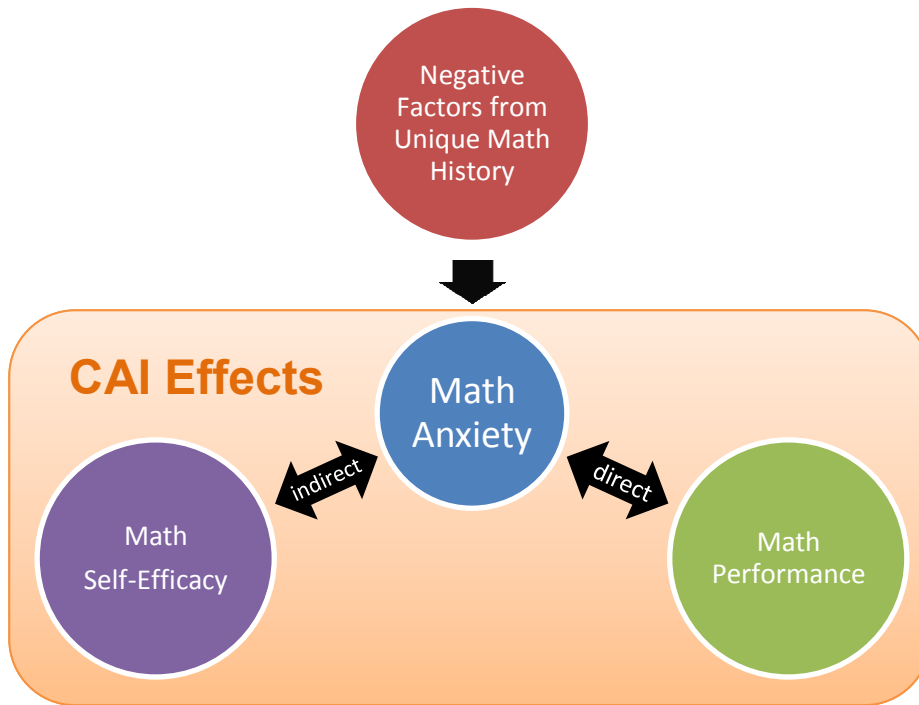 Negative
Factors from
Unique Math
History
CAI Effects
Math
Anxiety
indirect
direct
Math
Self-Efficacy
Math
Performance